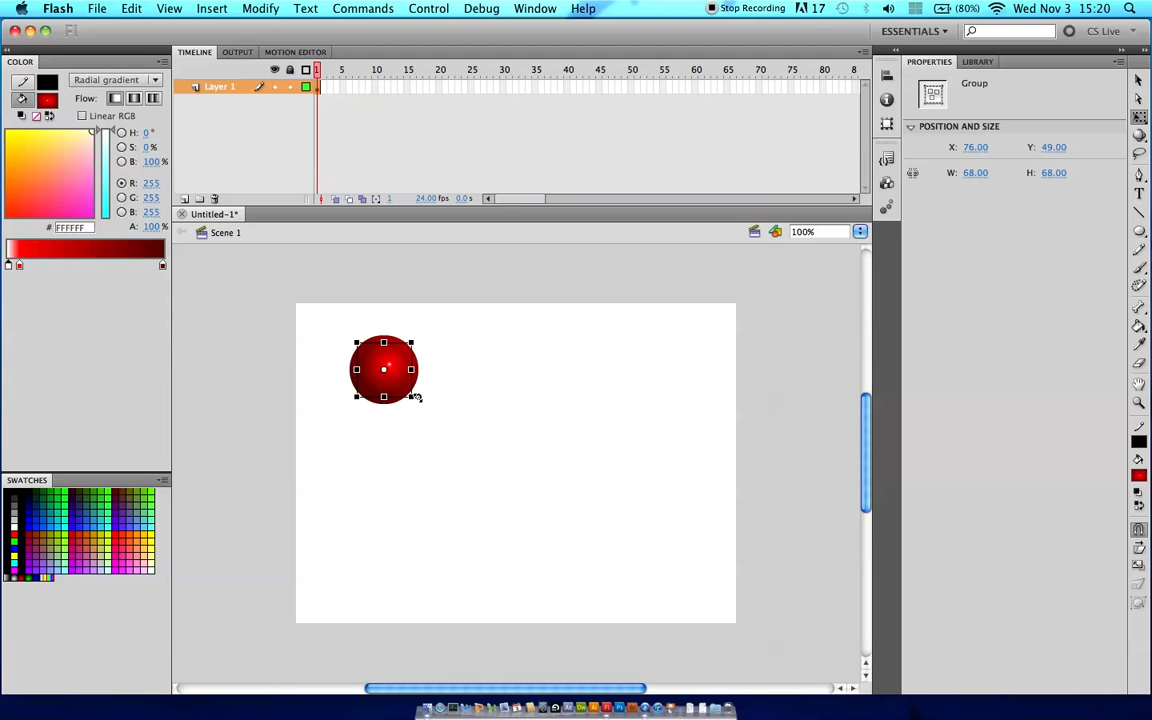 Flash File Edit View Insert Modify Text Commands Control Debug Window Help Stop Recording 17 (80%) Wed Nov 3 15:20
Fl ESSENTIALS CS Live
COLOR
Radial gradient
Flow:
Linear RGB
H: 0 °
S: 0 %
B: 100 %
R: 255
G: 255
B: 255
# FFFFFF A: 100 %
SWATCHES
TIMELINE OUTPUT MOTION EDITOR
1 5 10 15 20 25 30 35 40 45 50 55 60 65 70 75 80 8
Layer 1
1 24.00 fps 0.0 s
Untitled-1*
Scene 1 100%
PROPERTIES LIBRARY
Group
POSITION AND SIZE
X: 76.00 Y: 49.00
W: 68.00 H: 68.00